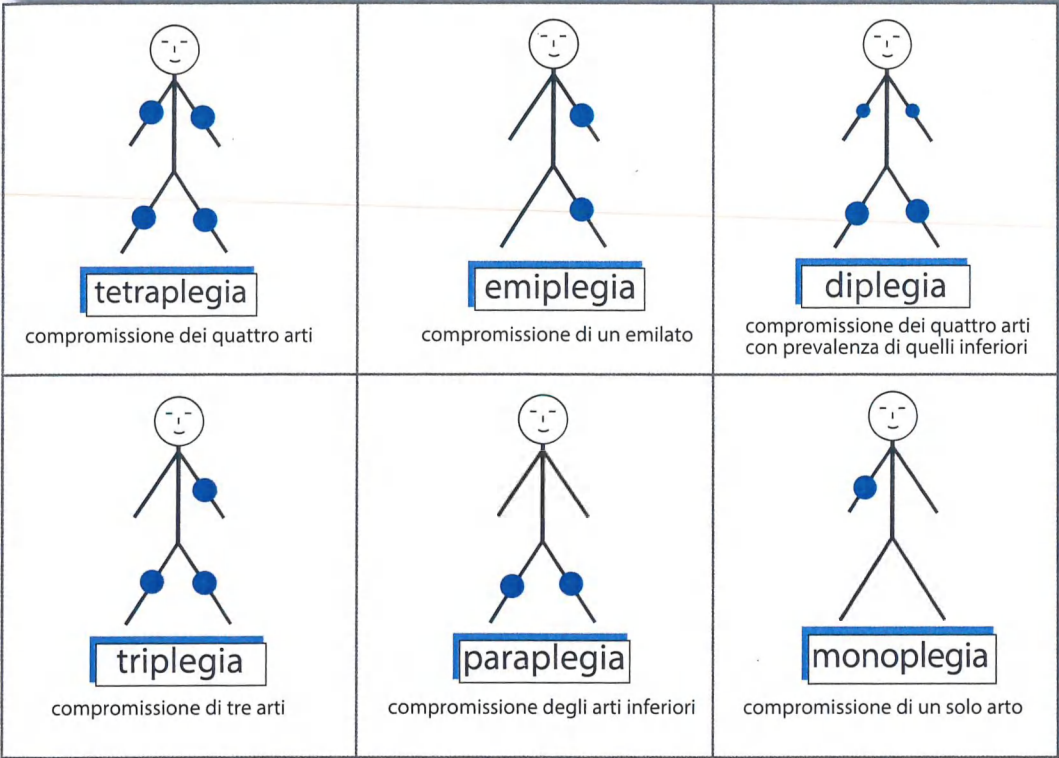 tetraplegia
compromissione dei quattro arti
emiplegia
compromissione di un emilato
diplegia
compromissione dei quattro arti
con prevalenza di quelli inferiori
triplegia
compromissione di tre arti
paraplegia
compromissione degli arti inferiori
monoplegia
compromissione di un solo arto